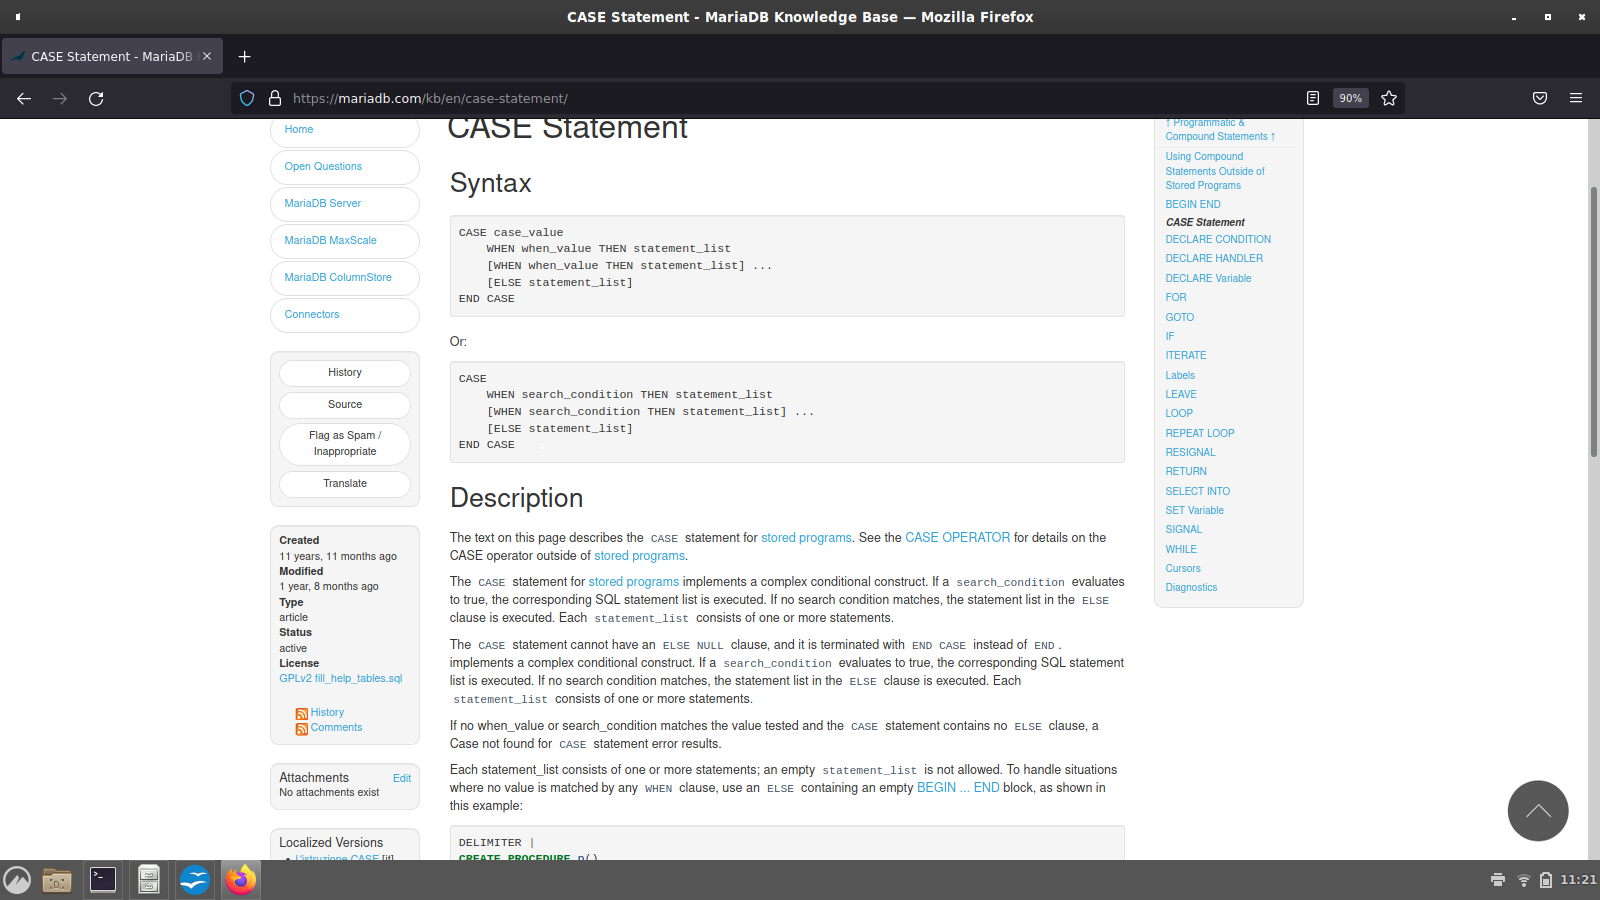 CASE Statement - MariaDB Knowledge Base — Mozilla Firefox
CASE Statement - MariaDB
https://mariadb.com/kb/en/case-statement/
90%
Home
Open Questions
MariaDB Server
MariaDB MaxScale
MariaDB ColumnStore
Connectors
History
Source
Flag as Spam /
Inappropriate
Translate
Created
11 years, 11 months ago
Modified
1 year, 8 months ago
Type
article
Status
active
License
GPLv2 fill_help_tables.sql
History
Comments
Attachments Edit
No attachments exist
Localized Versions
• L'istruzione CASE [it]
CASE Statement
Syntax
CASE case_value
WHEN when_value THEN statement_list
[WHEN when_value THEN statement_list] ...
[ELSE statement_list]
END CASE
Or:
CASE
WHEN search_condition THEN statement_list
[WHEN search_condition THEN statement_list] ...
[ELSE statement_list]
END CASE
Description
The text on this page describes the CASE statement for stored programs. See the CASE OPERATOR for details on the
CASE operator outside of stored programs.
The CASE statement for stored programs implements a complex conditional construct. If a search_condition evaluates
to true, the corresponding SQL statement list is executed. If no search condition matches, the statement list in the ELSE
clause is executed. Each statement_list consists of one or more statements.
The CASE statement cannot have an ELSE NULL clause, and it is terminated with END CASE instead of END .
implements a complex conditional construct. If a search_condition evaluates to true, the corresponding SQL statement
list is executed. If no search condition matches, the statement list in the ELSE clause is executed. Each
statement_list consists of one or more statements.
If no when_value or search_condition matches the value tested and the CASE statement contains no ELSE clause, a
Case not found for CASE statement error results.
Each statement_list consists of one or more statements; an empty statement_list is not allowed. To handle situations
where no value is matched by any WHEN clause, use an ELSE containing an empty BEGIN ... END block, as shown in
this example:
DELIMITER |
CREATE PROCEDURE p()
↑ Programmatic &
Compound Statements ↑
Using Compound
Statements Outside of
Stored Programs
BEGIN END
CASE Statement
DECLARE CONDITION
DECLARE HANDLER
DECLARE Variable
FOR
GOTO
IF
ITERATE
Labels
LEAVE
LOOP
REPEAT LOOP
RESIGNAL
RETURN
SELECT INTO
SET Variable
SIGNAL
WHILE
Cursors
Diagnostics
11:21